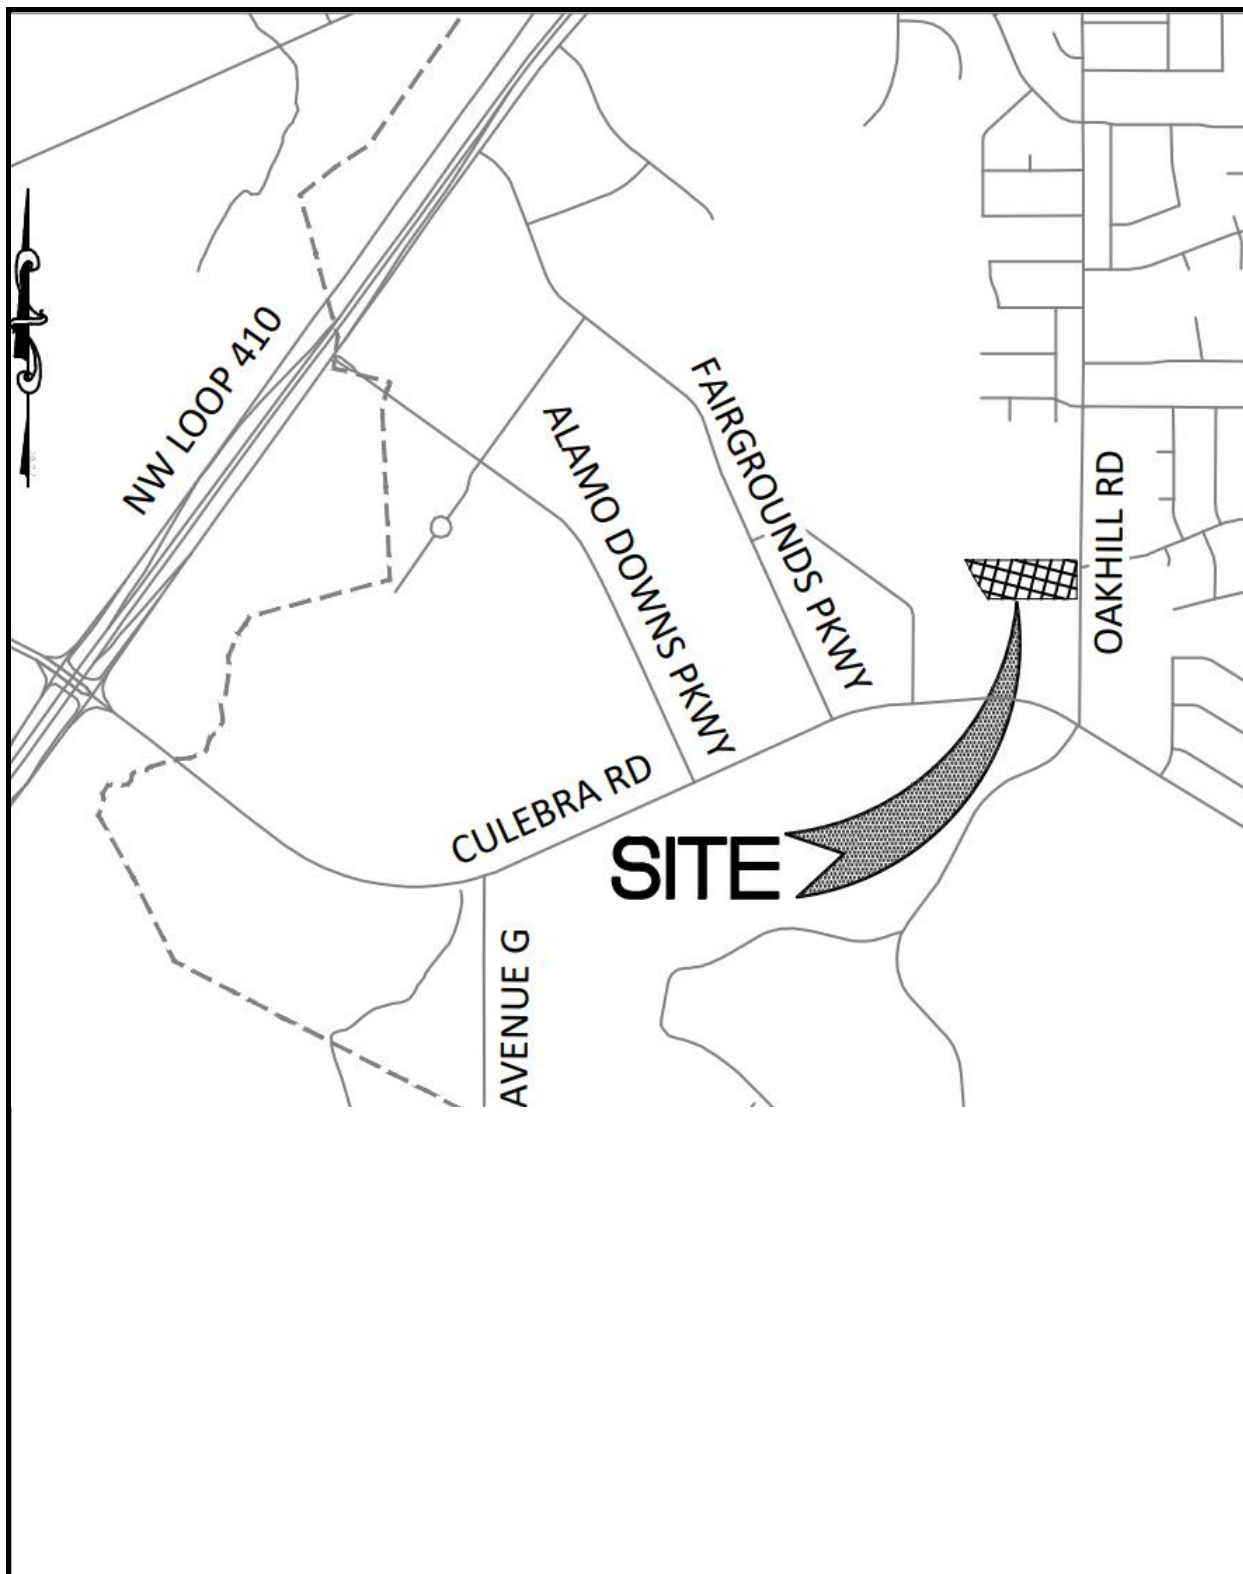 NW LOOP 410
FAIRGROUNDS PKWY
ALAMO DOWNS PKWY
OAKHILL RD
CULEBRA RD
SITE
AVENUE G